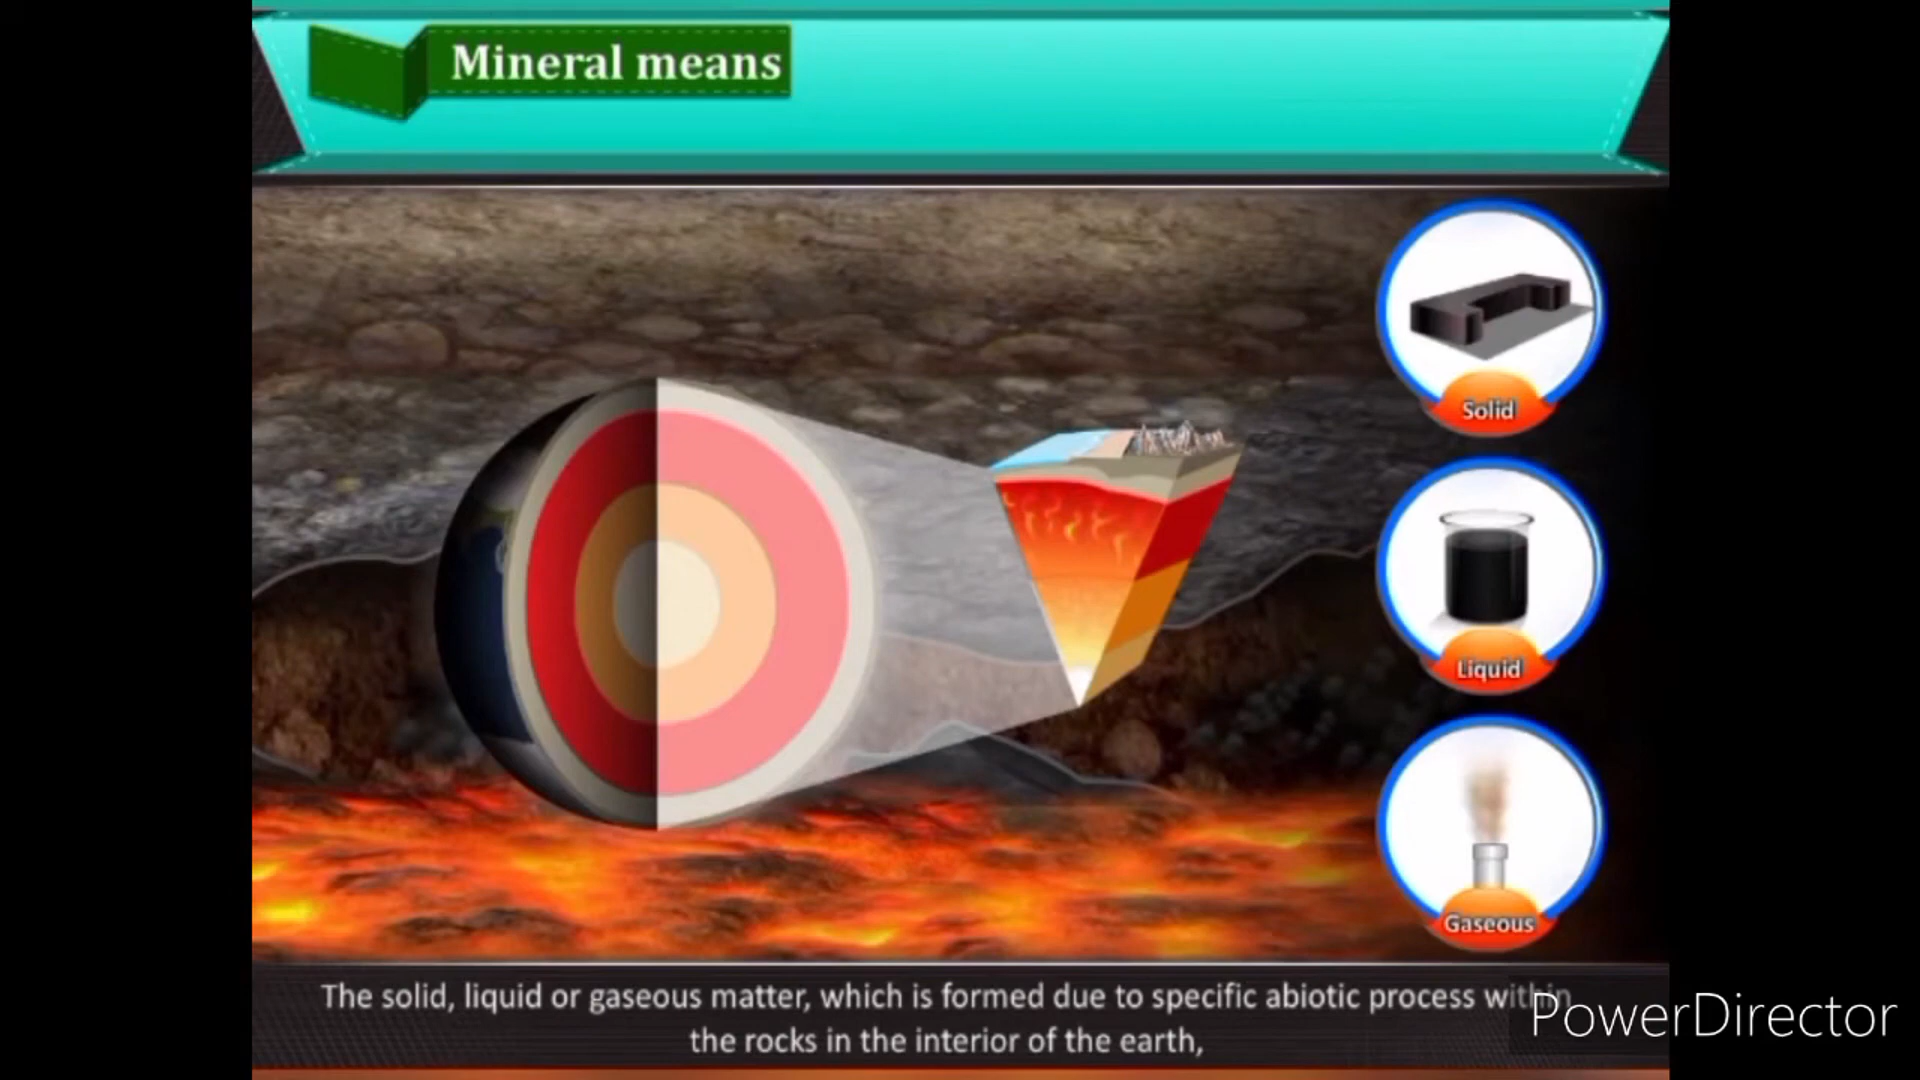 Mineral means
Solid
Liquid
Gaseous
The solid, liquid or gaseous matter, which is formed due to specific abiotic process within
the rocks in the interior of the earth,
PowerDirector